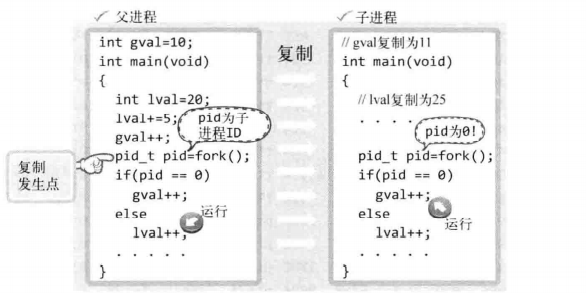 ✓ 父进程
int gval=10;
int main(void)
{
int lval=20;
lval+=5;
gval++;
pid为子
进程ID
pid_t pid=fork();
if(pid == 0)
gval++;
else
lval++;
运行
. . . . .
}
复制
发生点
复制
✓ 子进程
// gval复制为11
int main(void)
{
// lval复制为25
. . . .
pid为0!
pid_t pid=fork();
if(pid == 0)
gval++;
else
lval++;
运行
. . . . .
}